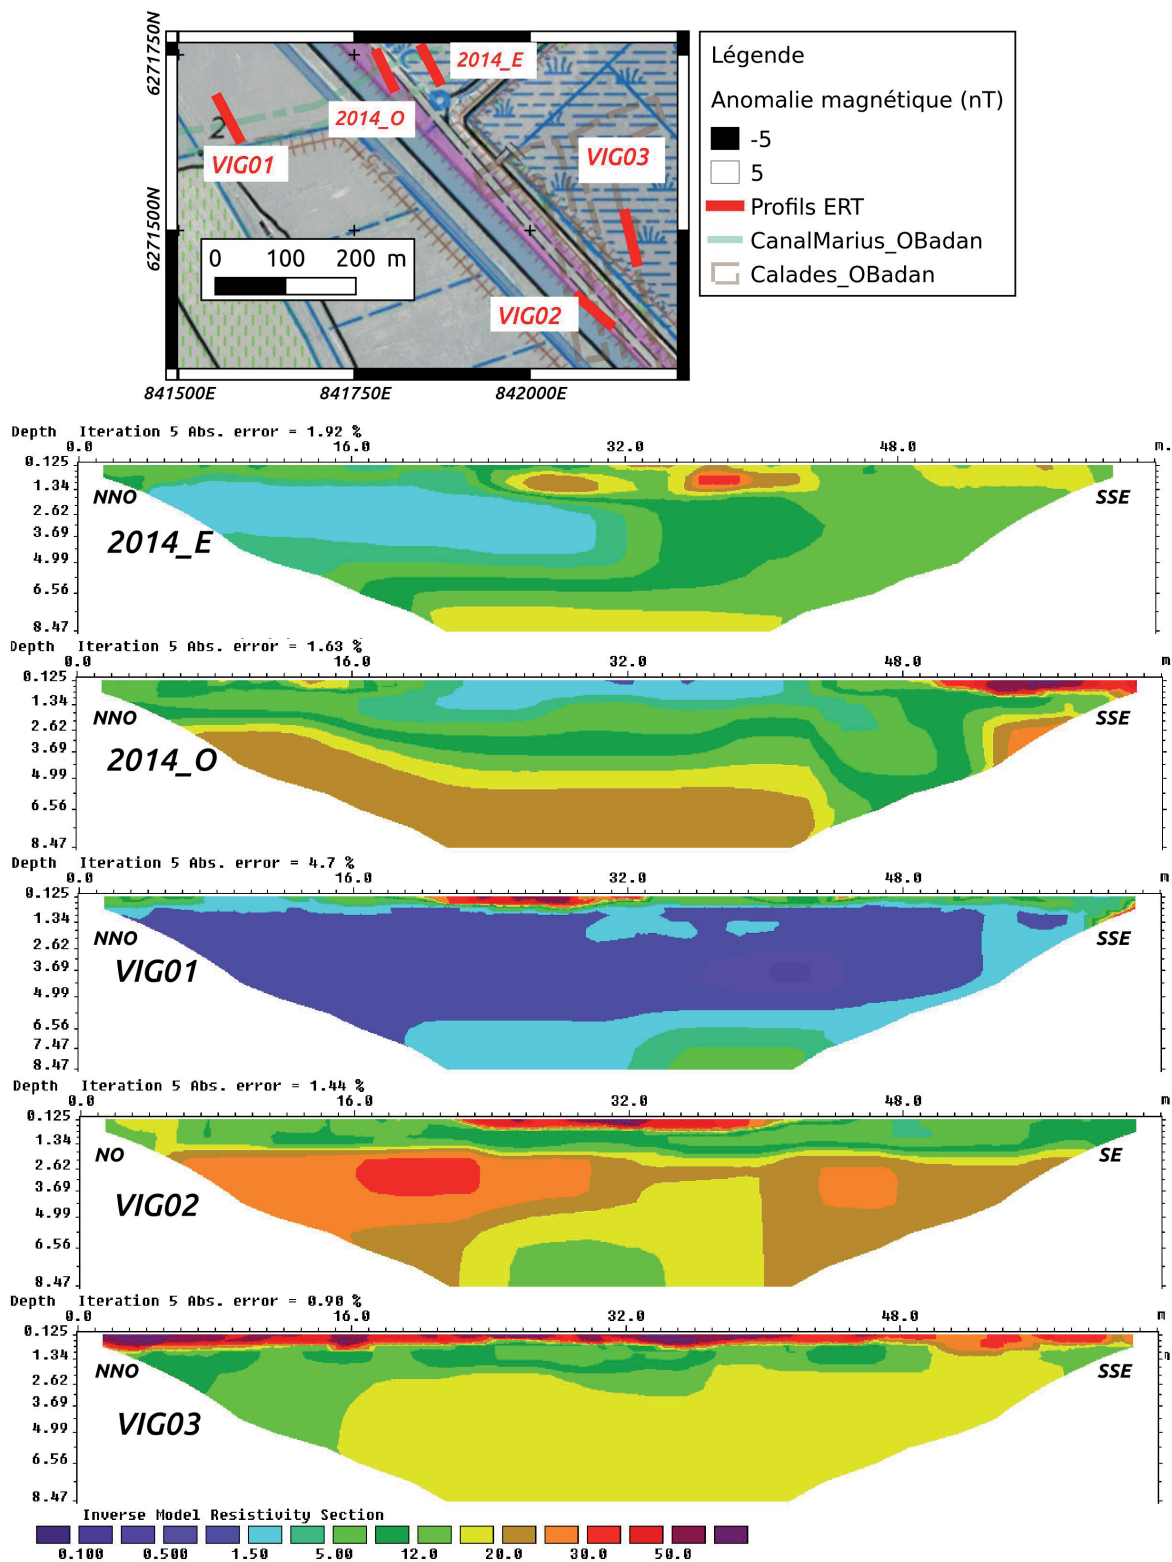 6271750N
6271500N
2014_E
2014_O
2
VIG01
VIG03
0 100 200 m
VIG02
841500E 841750E 842000E
Légende
Anomalie magnétique (nT)
-5
5
Profils ERT
CanalMarius_OBadan
Calades_OBadan
Depth Iteration 5 Abs. error = 1.92 %
0.0 16.0 32.0 48.0 m.
0.125
1.34
2.62
3.69
4.99
6.56
8.47
NNO
SSE
2014_E
Depth Iteration 5 Abs. error = 1.63 %
0.0 16.0 32.0 48.0 m
0.125
1.34
2.62
3.69
4.99
6.56
8.47
NNO
SSE
2014_O
Depth Iteration 5 Abs. error = 4.7 %
0.0 16.0 32.0 48.0 m
0.125
1.34
2.62
3.69
4.99
6.56
7.47
8.47
NNO
SSE
VIG01
Depth Iteration 5 Abs. error = 1.44 %
0.0 16.0 32.0 48.0 m
0.125
1.34
2.62
3.69
4.99
6.56
8.47
NO
SE
VIG02
Depth Iteration 5 Abs. error = 0.90 %
0.0 16.0 32.0 48.0 m
0.125
1.34
2.62
3.69
4.99
6.56
8.47
NNO
SSE
VIG03
Inverse Model Resistivity Section
0.100 0.500 1.50 5.00 12.0 20.0 30.0 50.0